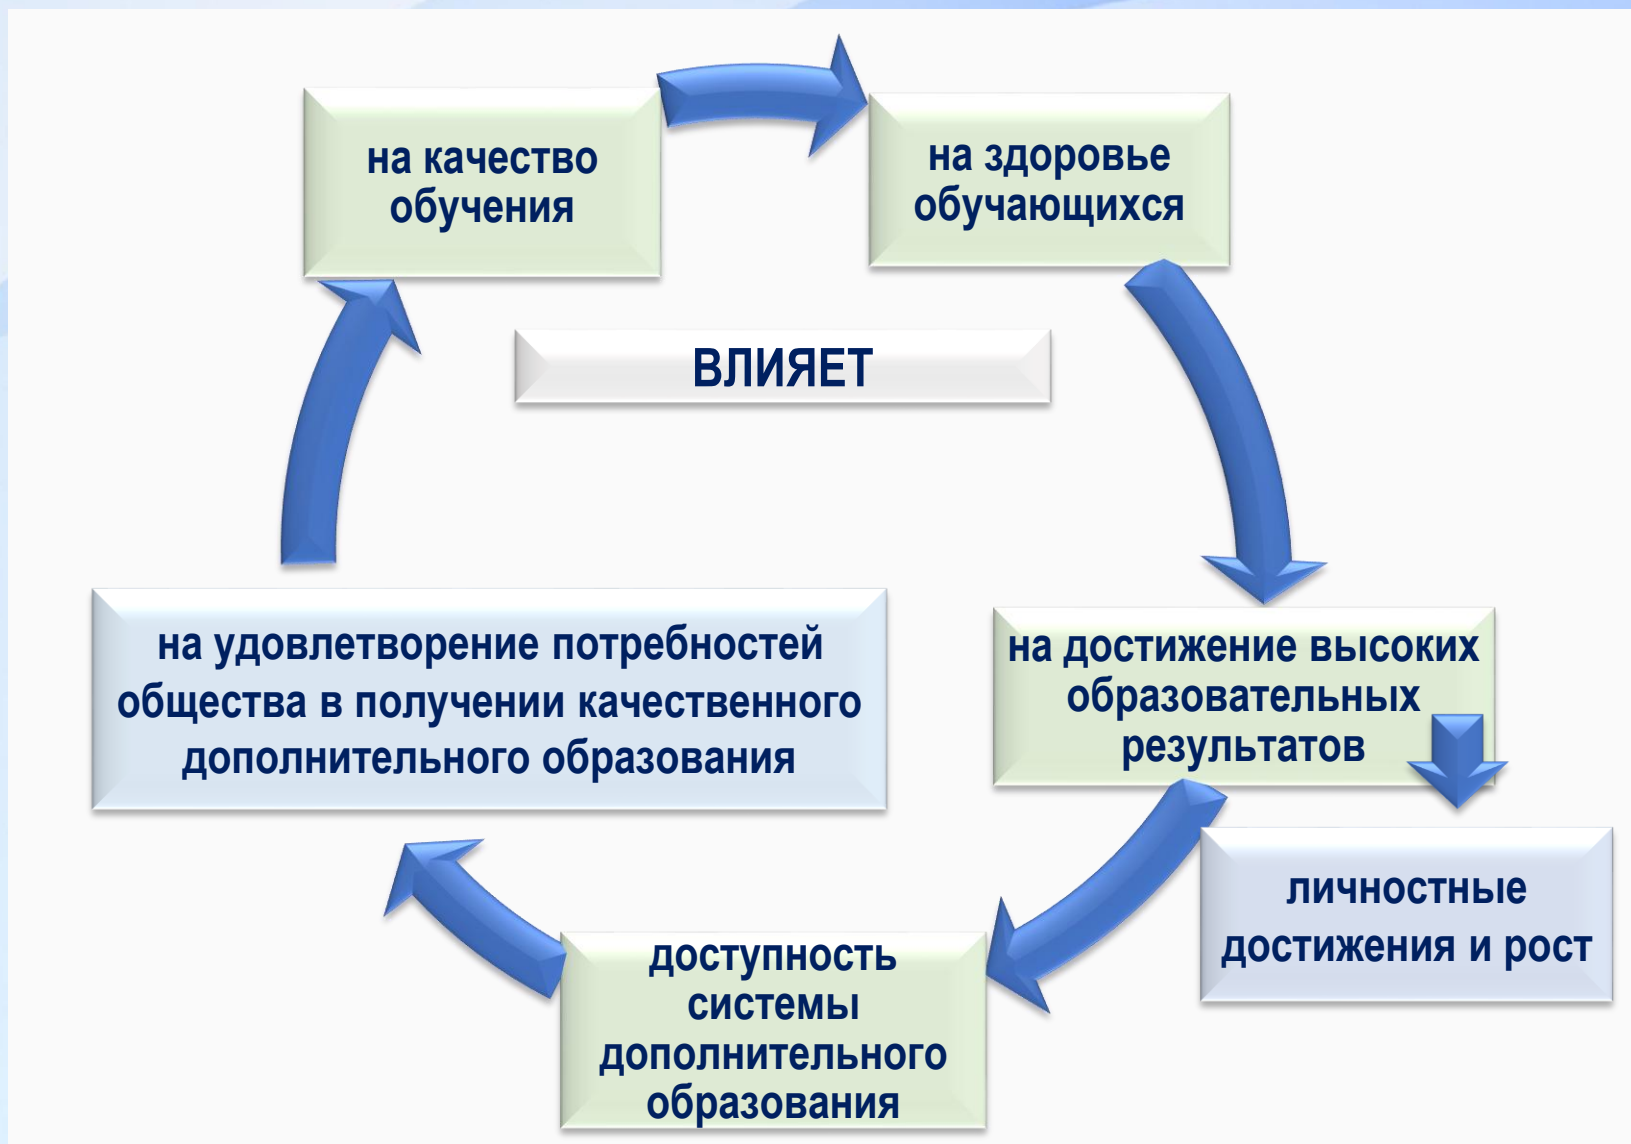 на качество
обучения
на здоровье
обучающихся
ВЛИЯЕТ
на удовлетворение потребностей
общества в получении качественного
дополнительного образования
на достижение высоких
образовательных
результатов
личностные
достижения и рост
доступность
системы
дополнительного
образования